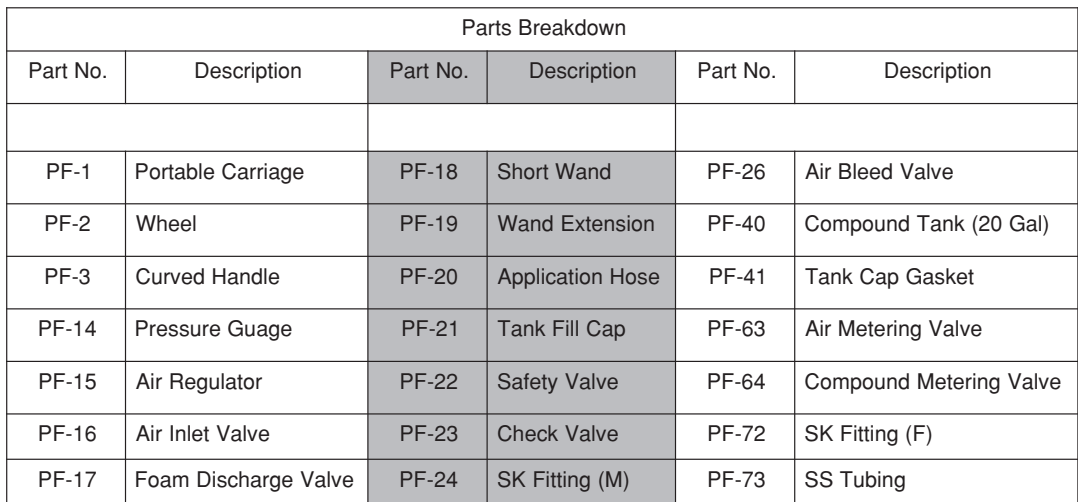 Parts Breakdown
Part No. Description Part No. Description Part No. Description
PF-1 Portable Carriage PF-18 Short Wand PF-26 Air Bleed Valve
PF-2 Wheel PF-19 Wand Extension PF-40 Compound Tank (20 Gal)
PF-3 Curved Handle PF-20 Application Hose PF-41 Tank Cap Gasket
PF-14 Pressure Guage PF-21 Tank Fill Cap PF-63 Air Metering Valve
PF-15 Air Regulator PF-22 Safety Valve PF-64 Compound Metering Valve
PF-16 Air Inlet Valve PF-23 Check Valve PF-72 SK Fitting (F)
PF-17 Foam Discharge Valve PF-24 SK Fitting (M) PF-73 SS Tubing